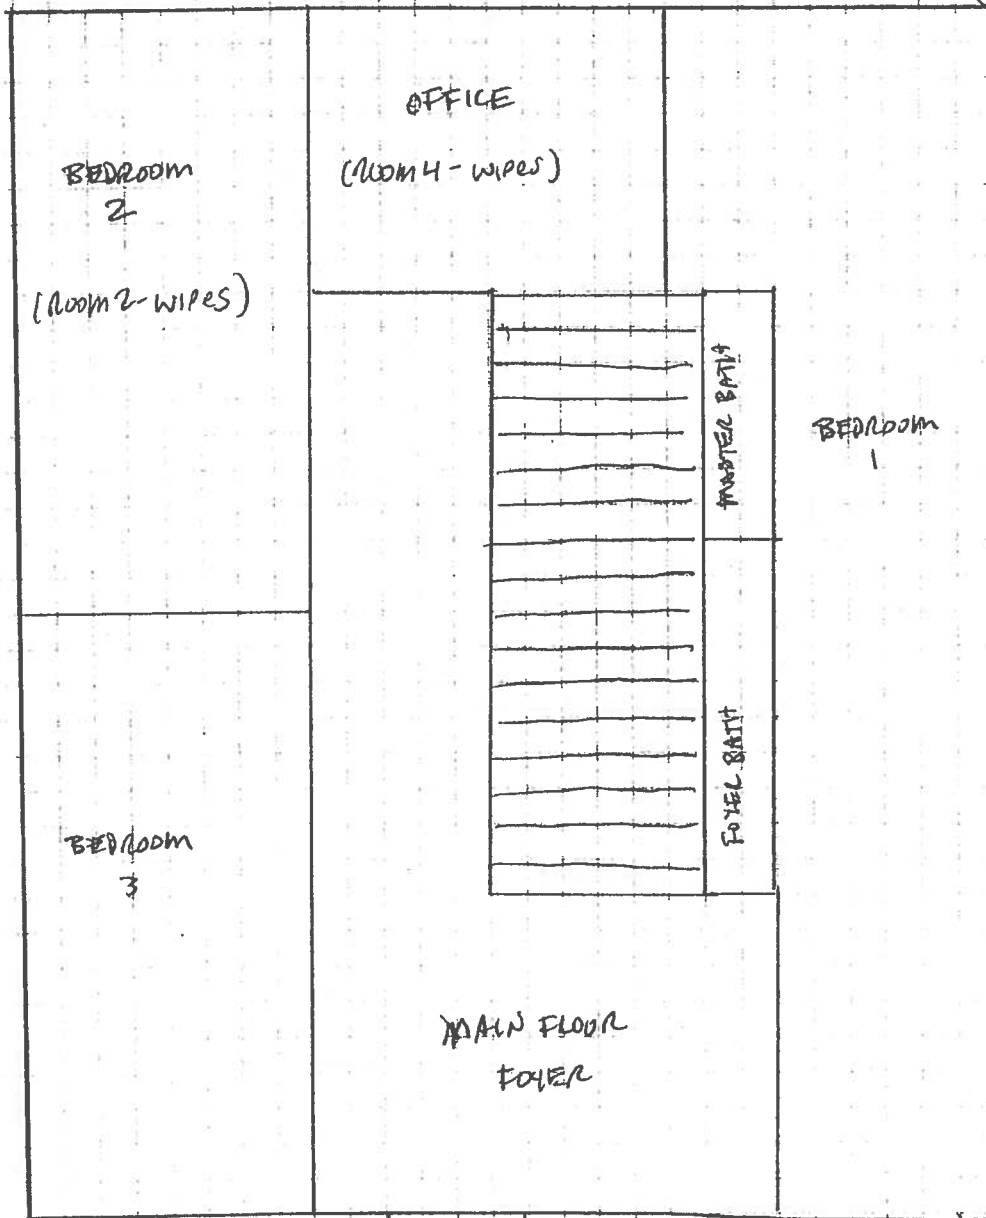 OFFICE
(ROOM 4 - WIPES)
BEDROOM
2
(ROOM 2 - WIPES)
MASTER BATH
BEDROOM
1
FOYER BATH
BEDROOM
3
MAIN FLOOR
FOYER